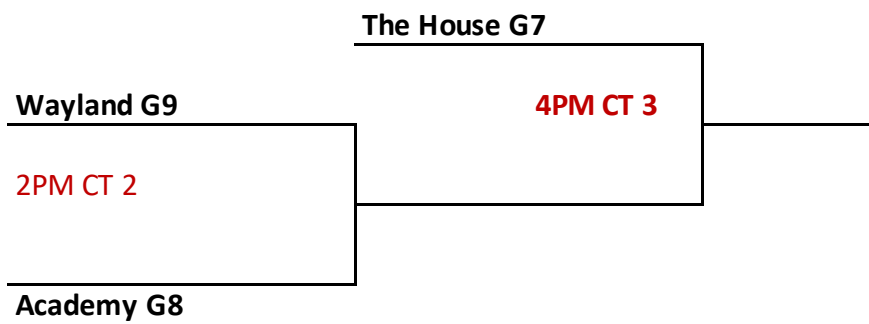 The House G7
Wayland G9
4PM CT 3
2PM CT 2
Academy G8